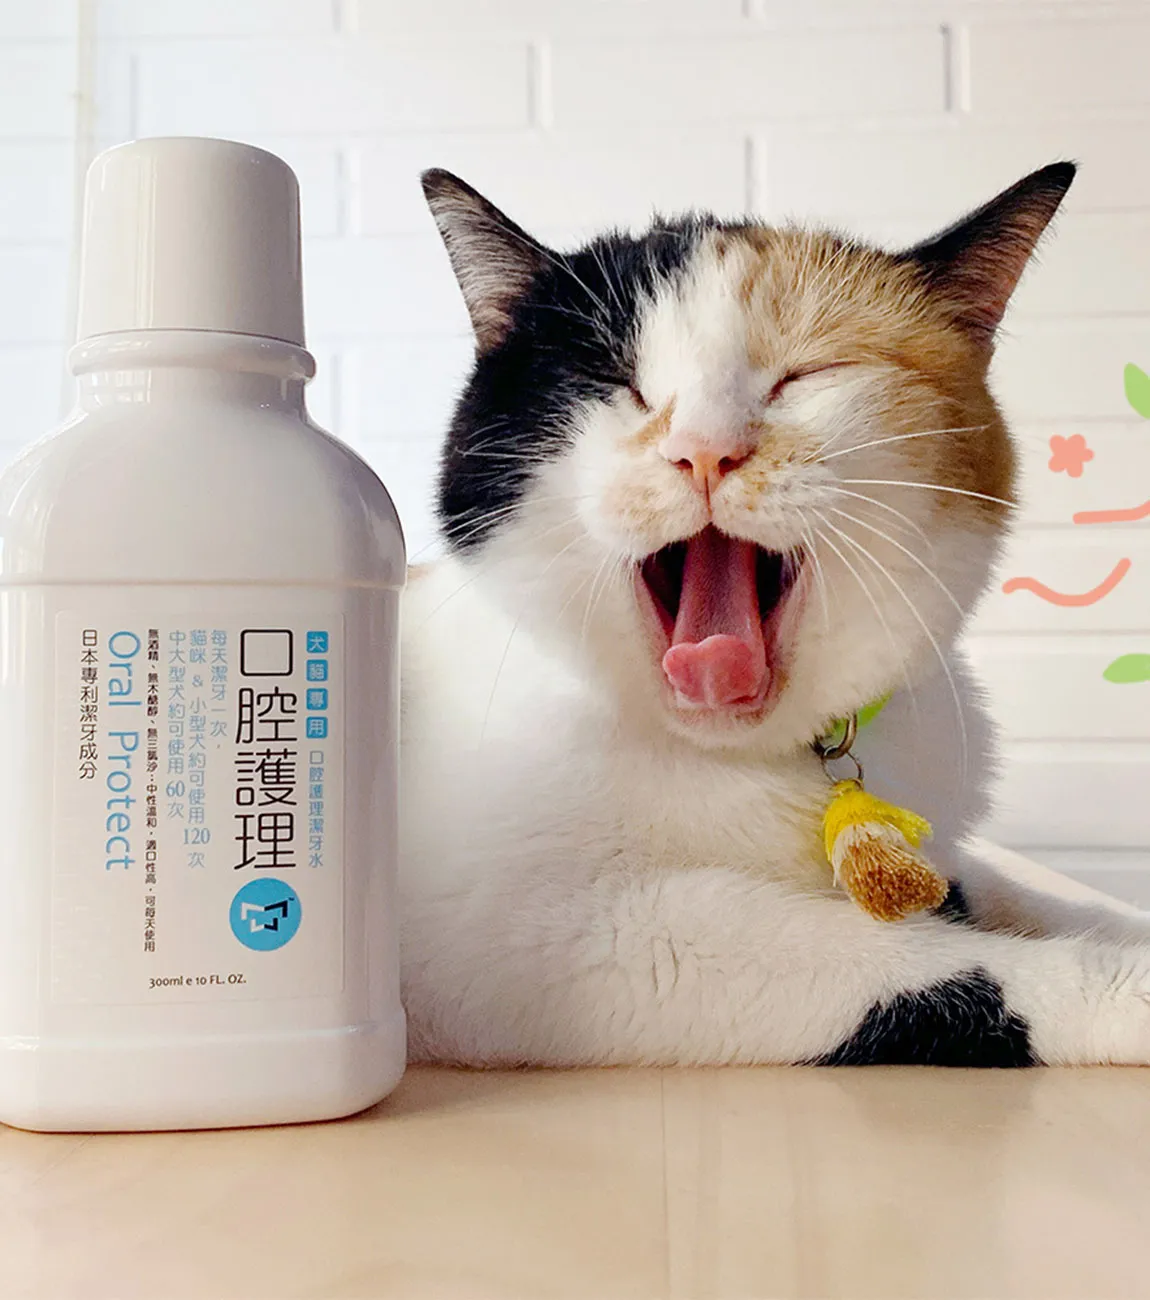 犬貓專用 口腔護理潔牙水
口腔護理
每天潔牙一次，
貓咪 & 小型犬約可使用 120 次
中大型犬約可使用 60 次
無酒精、無木醣醇、無三氯沙；中性溫和，適口性高，可每天使用
Oral Protect
日本專利潔牙成分
TM
300ml e 10 FL. OZ.